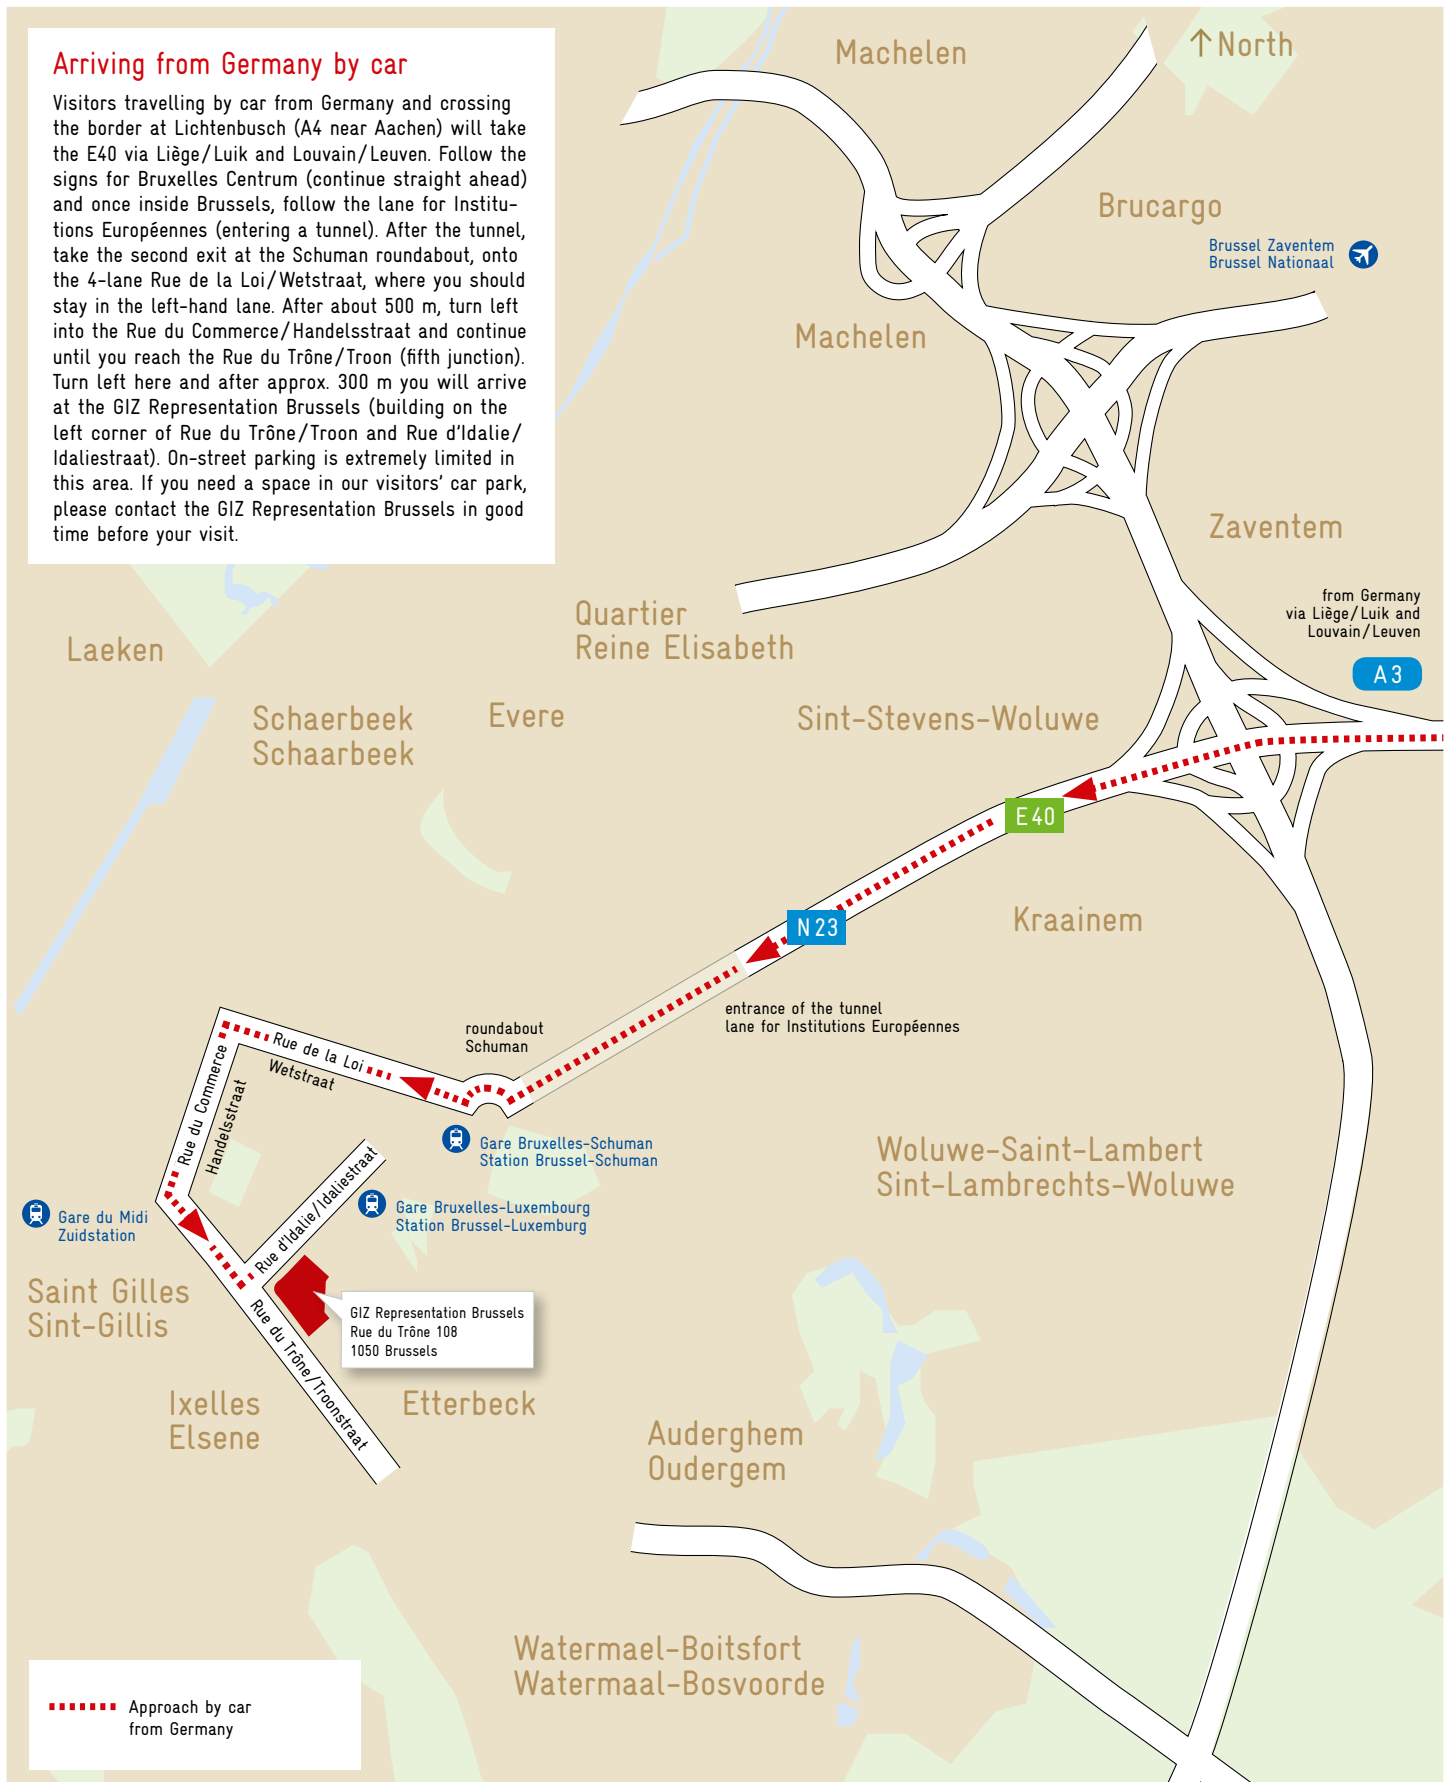 Arriving from Germany by car
Visitors travelling by car from Germany and crossing
the border at Lichtenbusch (A4 near Aachen) will take
the E40 via Liège/Luik and Louvain/Leuven. Follow the
signs for Bruxelles Centrum (continue straight ahead)
and once inside Brussels, follow the lane for Institu-
tions Européennes (entering a tunnel). After the tunnel,
take the second exit at the Schuman roundabout, onto
the 4-lane Rue de la Loi/Wetstraat, where you should
stay in the left-hand lane. After about 500 m, turn left
into the Rue du Commerce/Handelsstraat and continue
until you reach the Rue du Trône/Troon (fifth junction).
Turn left here and after approx. 300 m you will arrive
at the GIZ Representation Brussels (building on the
left corner of Rue du Trône/Troon and Rue d'Idalie/
Idaliestraat). On-street parking is extremely limited in
this area. If you need a space in our visitors' car park,
please contact the GIZ Representation Brussels in good
time before your visit.
Machelen
↑ North
Brucargo
Brussel Zaventem
Brussel Nationaal
Machelen
Zaventem
from Germany
via Liège/Luik and
Louvain/Leuven
A3
Quartier
Reine Elisabeth
Laeken
Schaerbeek
Schaarbeek
Evere
Sint-Stevens-Woluwe
E40
N23
Kraainem
entrance of the tunnel
lane for Institutions Européennes
roundabout
Schuman
Rue de la Loi
Wetstraat
Rue du Commerce
Handelsstraat
Gare Bruxelles-Schuman
Station Brussel-Schuman
Rue d'Idalie/Idaliestraat
Gare Bruxelles-Luxembourg
Station Brussel-Luxemburg
Gare du Midi
Zuidstation
Woluwe-Saint-Lambert
Sint-Lambrechts-Woluwe
Saint Gilles
Sint-Gillis
GIZ Representation Brussels
Rue du Trône 108
1050 Brussels
Rue du Trône/Troonstraat
Ixelles
Elsene
Etterbeck
Auderghem
Oudergem
Watermael-Boitsfort
Watermaal-Bosvoorde
Approach by car
from Germany